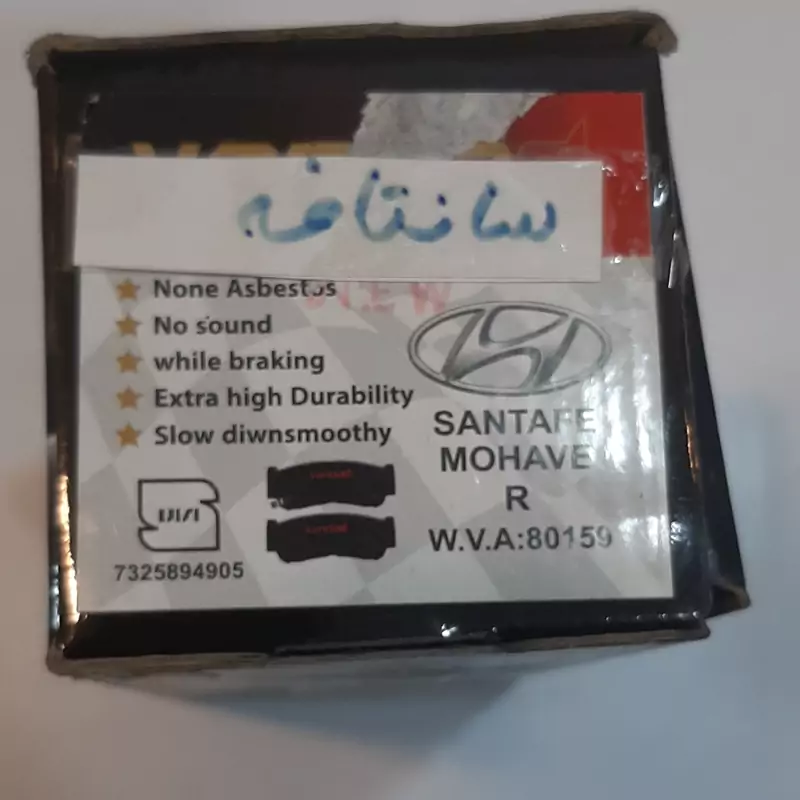 سانتافه
None Asbestos
No sound
while braking
Extra high Durability
Slow diwnsmoothy
SANTAFE
MOHAVE
R
W.V.A:80159
7325894905